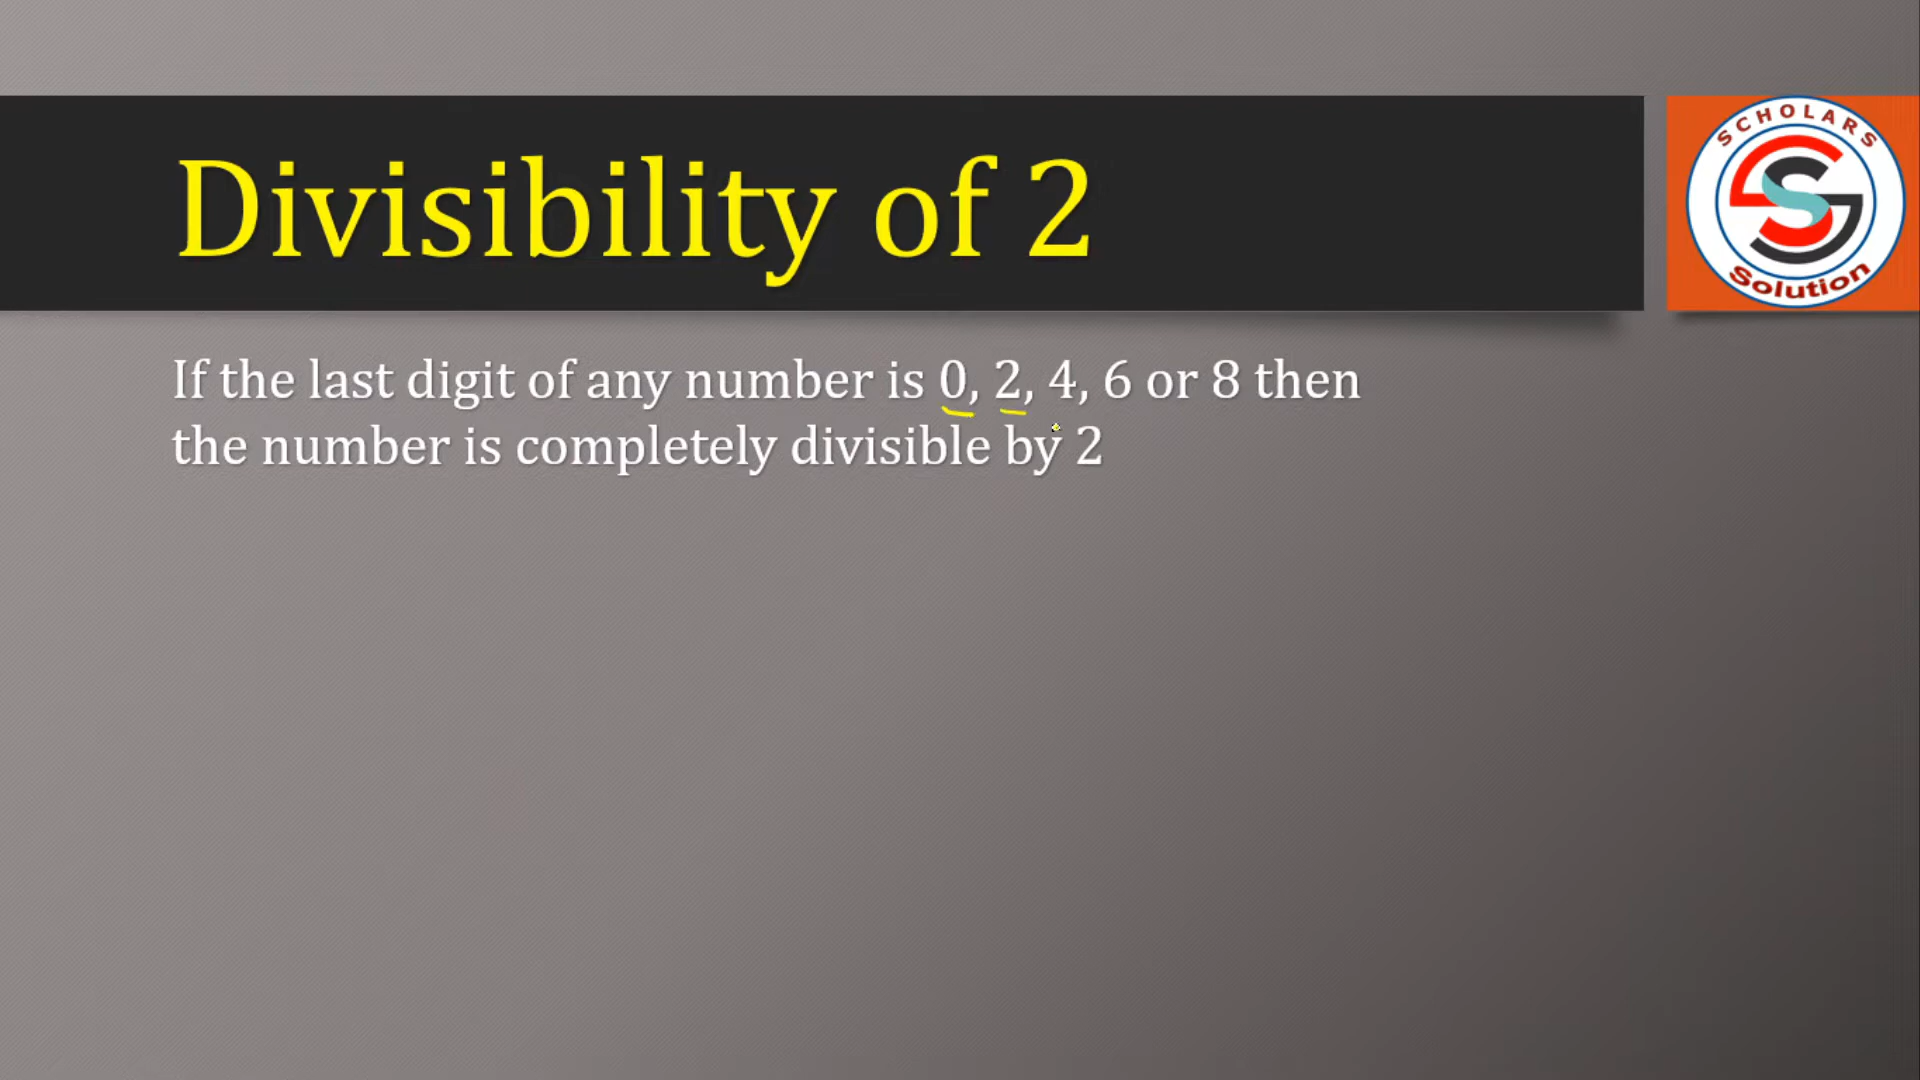 Divisibility of 2
SCHOLARS
Solution
If the last digit of any number is 0, 2, 4, 6 or 8 then
the number is completely divisible by 2